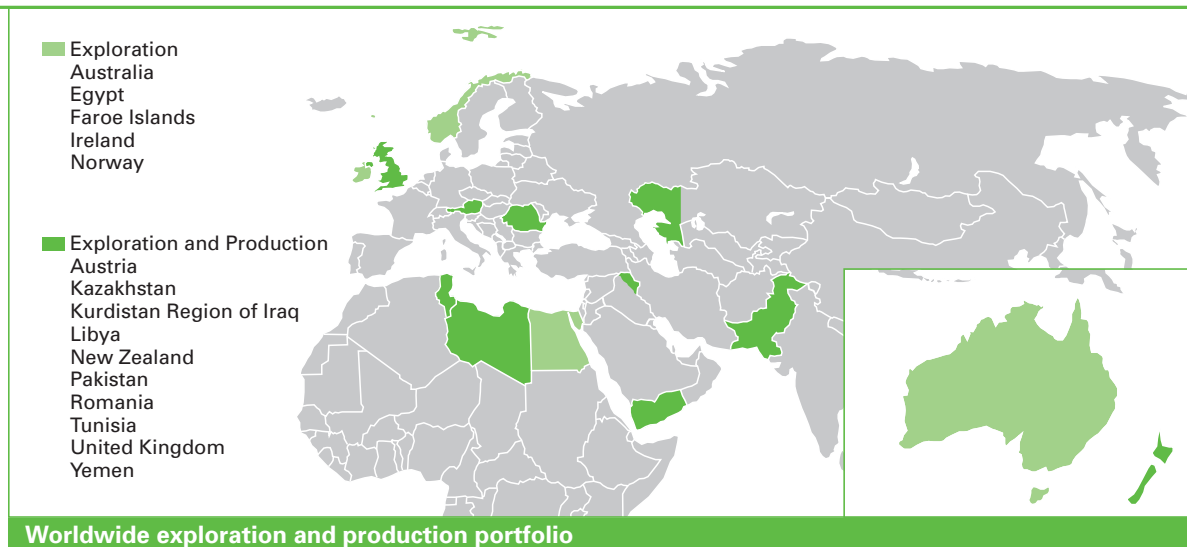 Exploration
Australia
Egypt
Faroe Islands
Ireland
Norway
Exploration and Production
Austria
Kazakhstan
Kurdistan Region of Iraq
Libya
New Zealand
Pakistan
Romania
Tunisia
United Kingdom
Yemen
Worldwide exploration and production portfolio